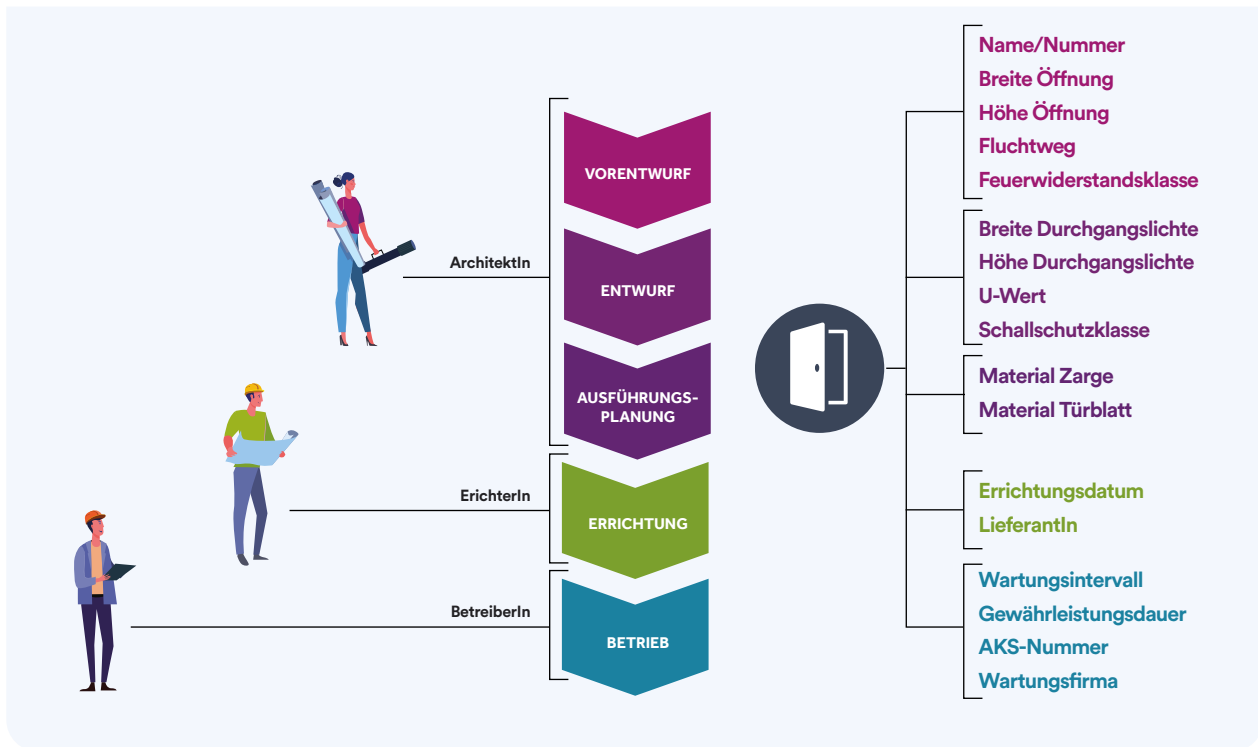 ArchitektIn
ErichterIn
BetreiberIn
VORENTWURF
ENTWURF
AUSFÜHRUNGS-
PLANUNG
ERRICHTUNG
BETRIEB
Name/Nummer
Breite Öffnung
Höhe Öffnung
Fluchtweg
Feuerwiderstandsklasse
Breite Durchgangslichte
Höhe Durchgangslichte
U-Wert
Schallschutzklasse
Material Zarge
Material Türblatt
Errichtungsdatum
LieferantIn
Wartungsintervall
Gewährleistungsdauer
AKS-Nummer
Wartungsfirma